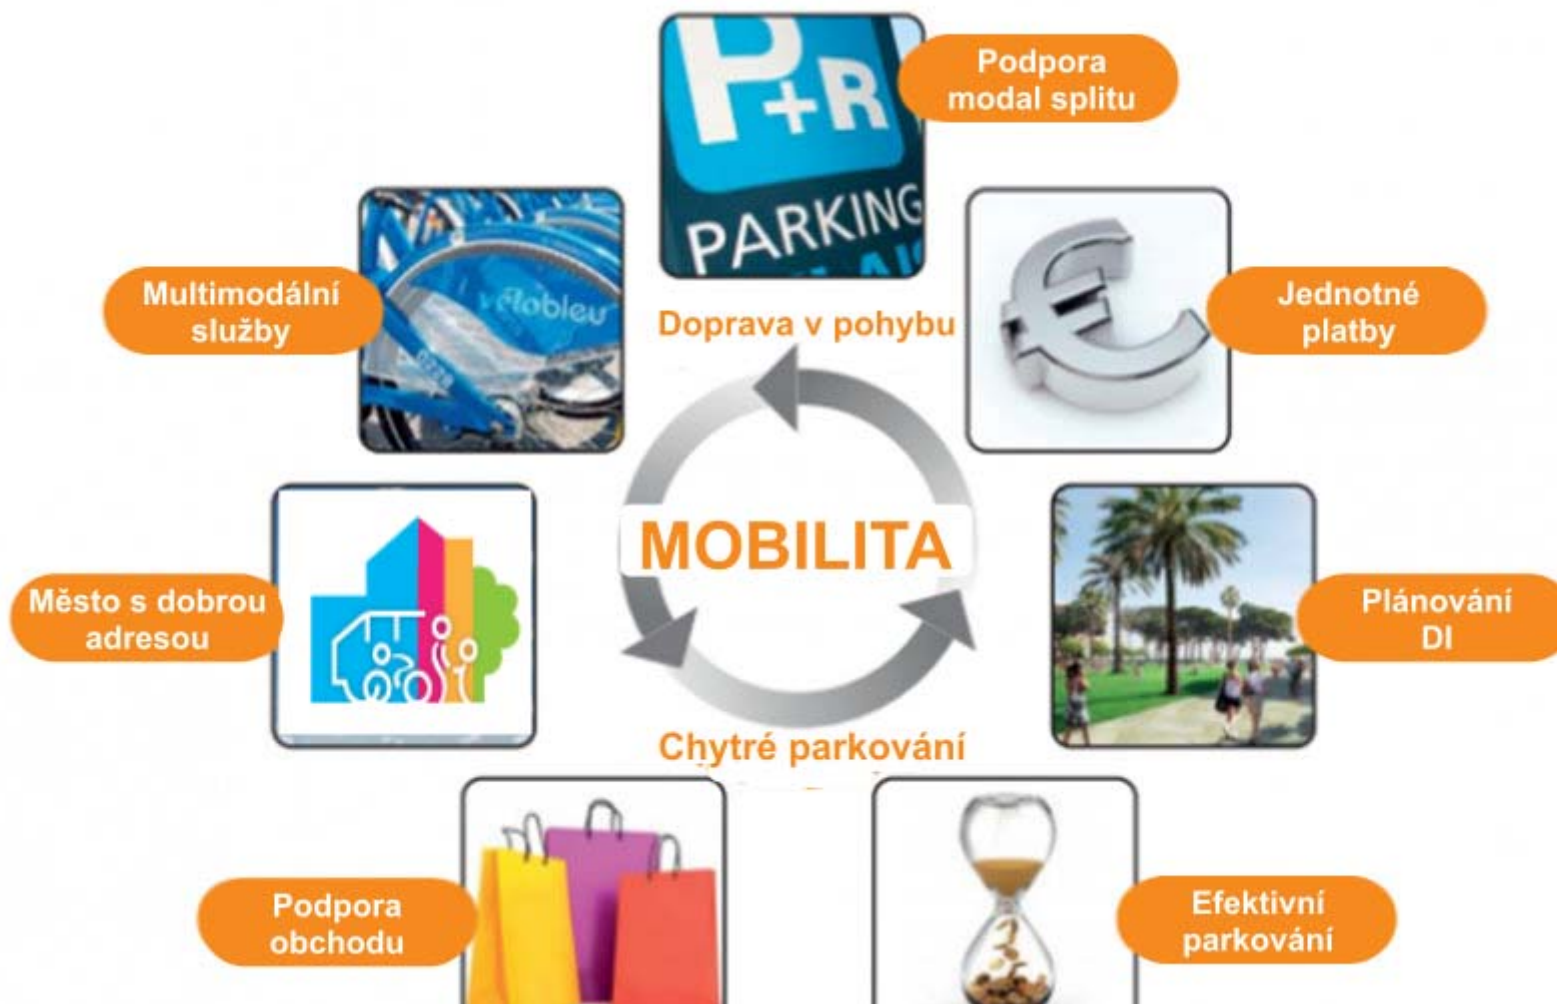 P+R
PARKING
Podpora
modal splitu
Multimodální
služby
vélobleu
Jednotné
platby
Doprava v pohybu
MOBILITA
Město s dobrou
adresou
Plánování
DI
Chytré parkování
Podpora
obchodu
Efektivní
parkování